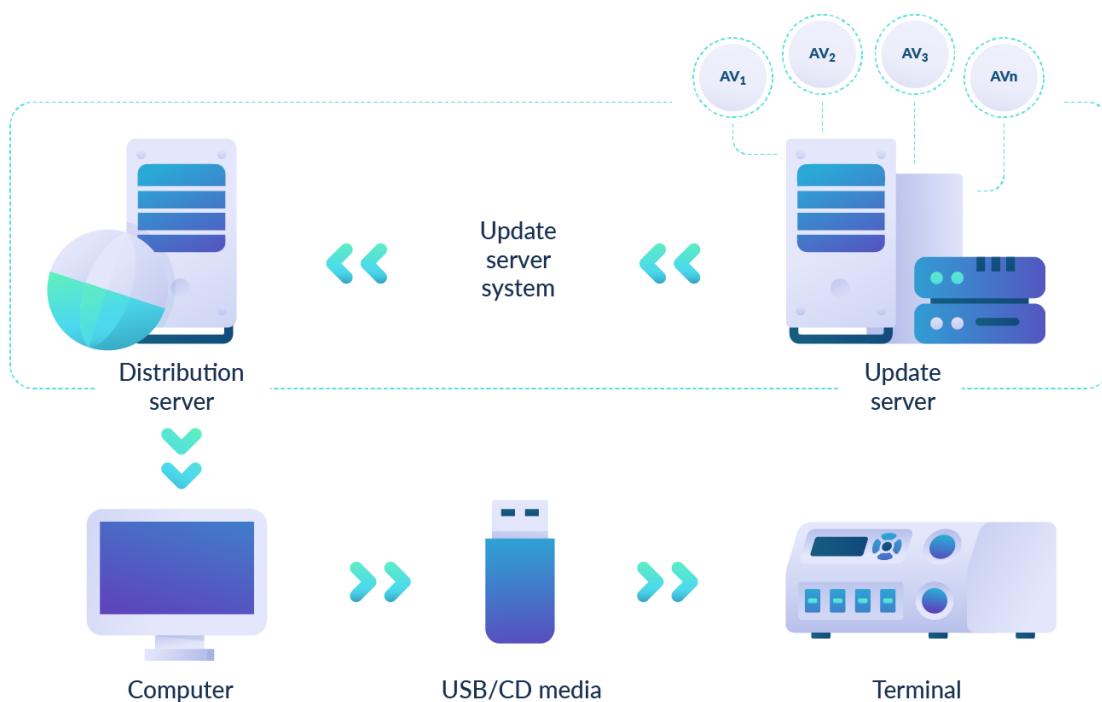 AV₁
AV₂
AV₃
AVn
Update
server
system
Distribution
server
Update
server
Computer
USB/CD media
Terminal